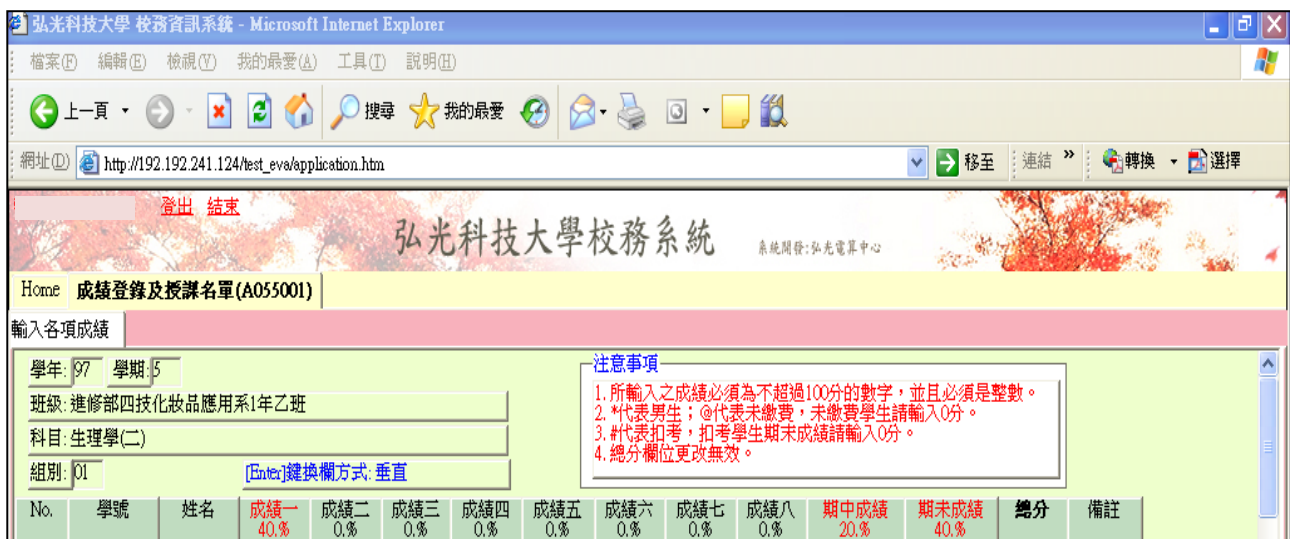 弘光科技大學 校務資訊系統 - Microsoft Internet Explorer
檔案(F) 編輯(E) 檢視(V) 我的最愛(A) 工具(T) 說明(H)
上一頁 搜尋 我的最愛
網址(D) http://192.192.241.124/test_eva/application.htm 移至 連結 » 轉換 選擇
登出 結束
弘光科技大學校務系統 系統開發:弘光電算中心
Home 成績登錄及授課名單(A055001)
輸入各項成績
學年: 97 學期: 5
班級: 進修部四技化妝品應用系1年乙班
科目: 生理學(二)
組別: 01 [Enter]鍵換欄方式: 垂直
注意事項
1. 所輸入之成績必須為不超過100分的數字，並且必須是整數。
2. *代表男生；@代表未繳費，未繳費學生請輸入0分。
3. #代表扣考，扣考學生期末成績請輸入0分。
4. 總分欄位更改無效。
No. 學號 姓名 成績一 成績二 成績三 成績四 成績五 成績六 成績七 成績八 期中成績 期末成績 總分 備註
40.% 0.% 0.% 0.% 0.% 0.% 0.% 0.% 20.% 40.%